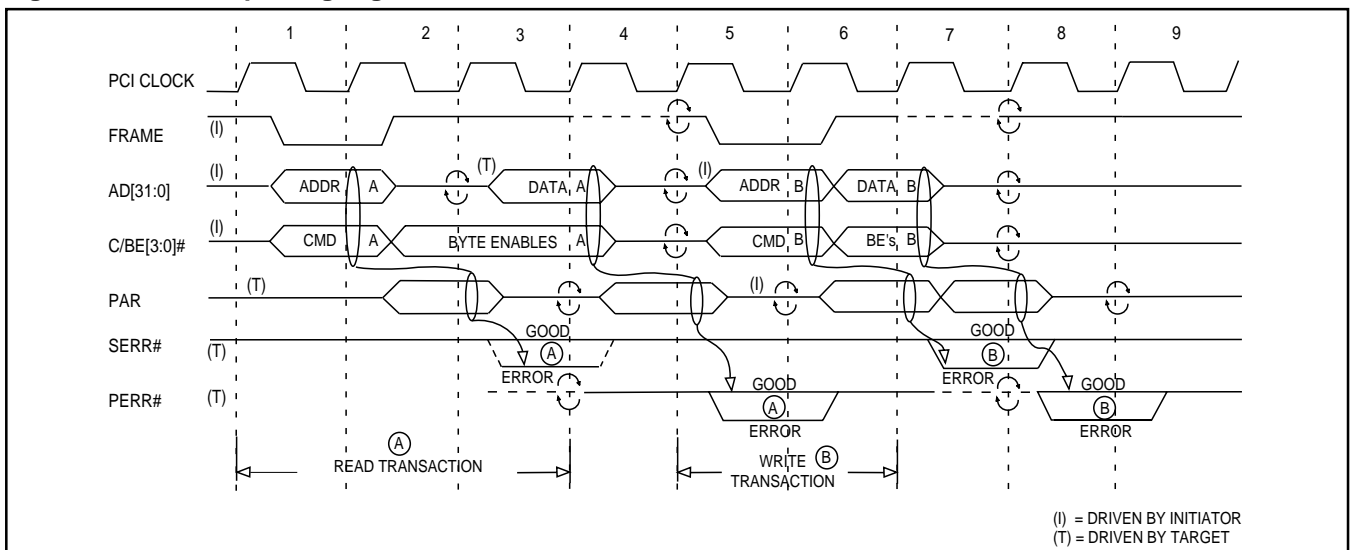 1 2 3 4 5 6 7 8 9
PCI CLOCK
FRAME (I)
(T) (I)
AD[31:0] (I) ADDR A DATA A ADDR B DATA B
C/BE[3:0]# (I) CMD A BYTE ENABLES A CMD B BE's B
PAR (T) (I)
GOOD GOOD
SERR# (T) A B
ERROR ERROR
GOOD GOOD
PERR# (T) A B
ERROR ERROR
A
READ TRANSACTION
WRITE B
TRANSACTION
(I) = DRIVEN BY INITIATOR
(T) = DRIVEN BY TARGET